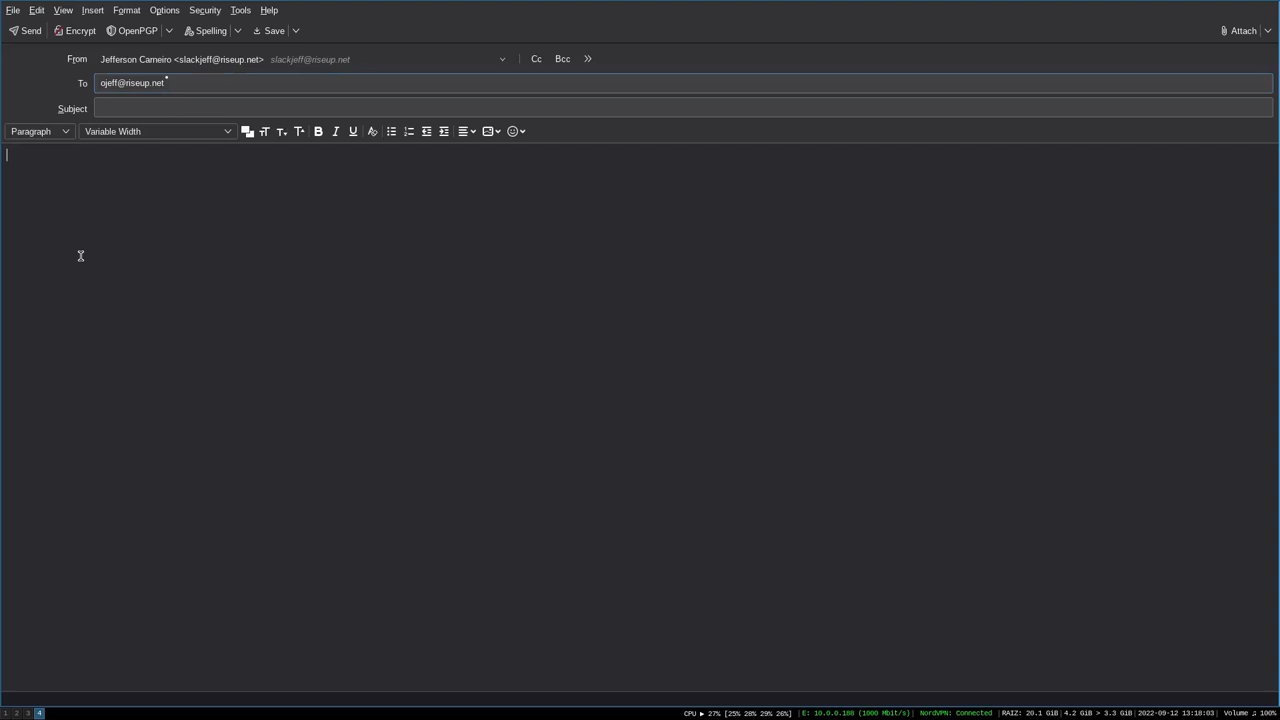 File Edit View Insert Format Options Security Tools Help
Send Encrypt OpenPGP Spelling Save Attach
From Jefferson Carneiro <slackjeff@riseup.net> slackjeff@riseup.net Cc Bcc
To ojeff@riseup.net
Subject
Paragraph Variable Width
1 2 3 4 CPU ▶ 27% [25% 28% 29% 26%] |E: 10.0.0.188 (1000 Mbit/s)| NordVPN: Connected |RAIZ: 20.1 GiB|4.2 GiB > 3.3 GiB|2022-09-12 13:18:03| Volume ♫ 100%